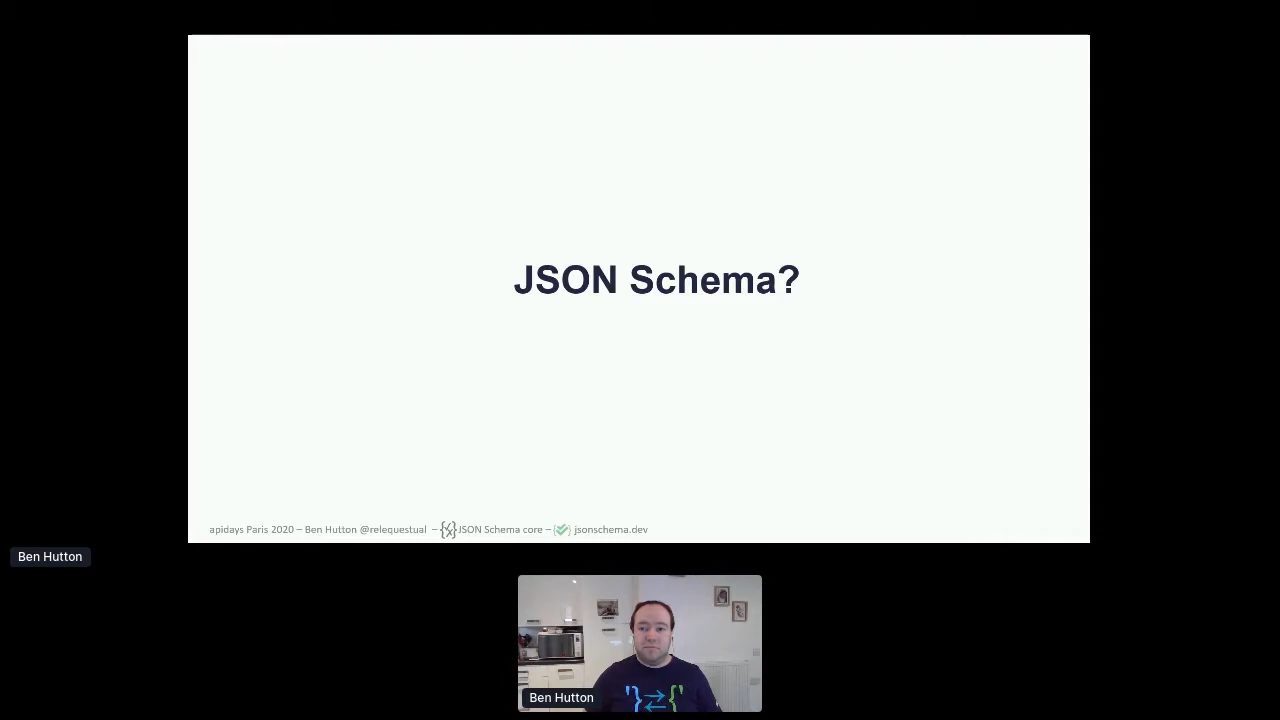 JSON Schema?
apidays Paris 2020 – Ben Hutton @relequestual – JSON Schema core – jsonschema.dev
Ben Hutton
Ben Hutton